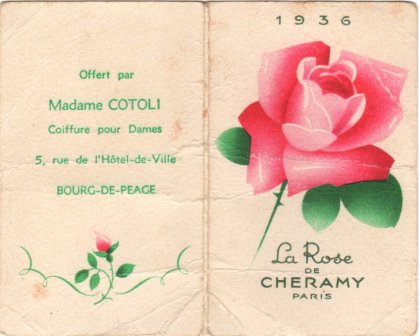 Offert par
Madame COTOLI
Coiffure pour Dames
5, rue de l'Hôtel-de-Ville
BOURG-DE-PEAGE
1936
La Rose
DE
CHERAMY
PARIS